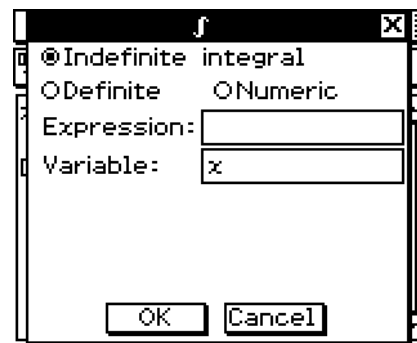 ∫ X
Indefinite integral
Definite Numeric
Expression:
Variable: x
OK Cancel